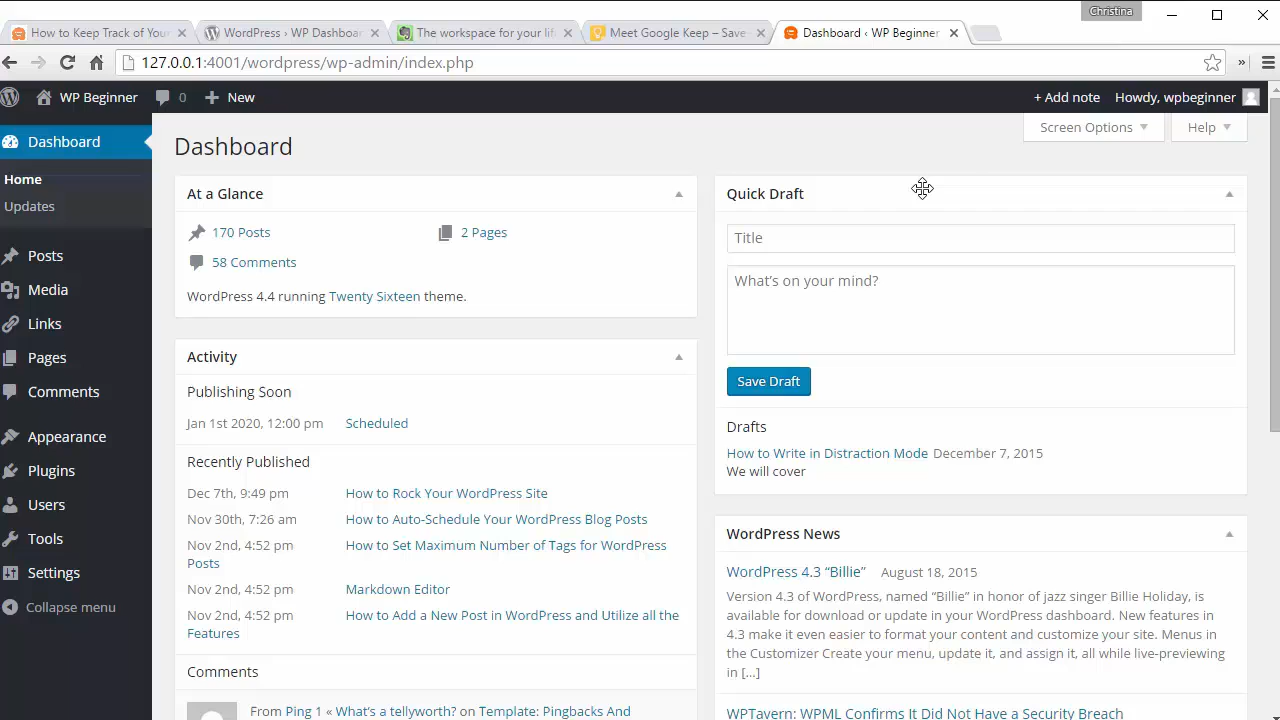 Christina
How to Keep Track of Your
WordPress › WP Dashboa
The workspace for your life
Meet Google Keep – Save
Dashboard ‹ WP Beginner
127.0.0.1:4001/wordpress/wp-admin/index.php
WP Beginner
0
+ New
+ Add note
Howdy, wpbeginner
Screen Options
Help
Dashboard
Home
Updates
Posts
Media
Links
Pages
Comments
Appearance
Plugins
Users
Tools
Settings
Collapse menu
Dashboard
At a Glance
170 Posts
2 Pages
58 Comments
WordPress 4.4 running Twenty Sixteen theme.
Activity
Publishing Soon
Jan 1st 2020, 12:00 pm Scheduled
Recently Published
Dec 7th, 9:49 pm How to Rock Your WordPress Site
Nov 30th, 7:26 am How to Auto-Schedule Your WordPress Blog Posts
Nov 2nd, 4:52 pm How to Set Maximum Number of Tags for WordPress
Posts
Nov 2nd, 4:52 pm Markdown Editor
Nov 2nd, 4:52 pm How to Add a New Post in WordPress and Utilize all the
Features
Comments
From Ping 1 « What's a tellyworth? on Template: Pingbacks And
Quick Draft
Title
What's on your mind?
Save Draft
Drafts
How to Write in Distraction Mode December 7, 2015
We will cover
WordPress News
WordPress 4.3 “Billie” August 18, 2015
Version 4.3 of WordPress, named “Billie” in honor of jazz singer Billie Holiday, is
available for download or update in your WordPress dashboard. New features in
4.3 make it even easier to format your content and customize your site. Menus in
the Customizer Create your menu, update it, and assign it, all while live-previewing
in […]
WPTavern: WPML Confirms It Did Not Have a Security Breach